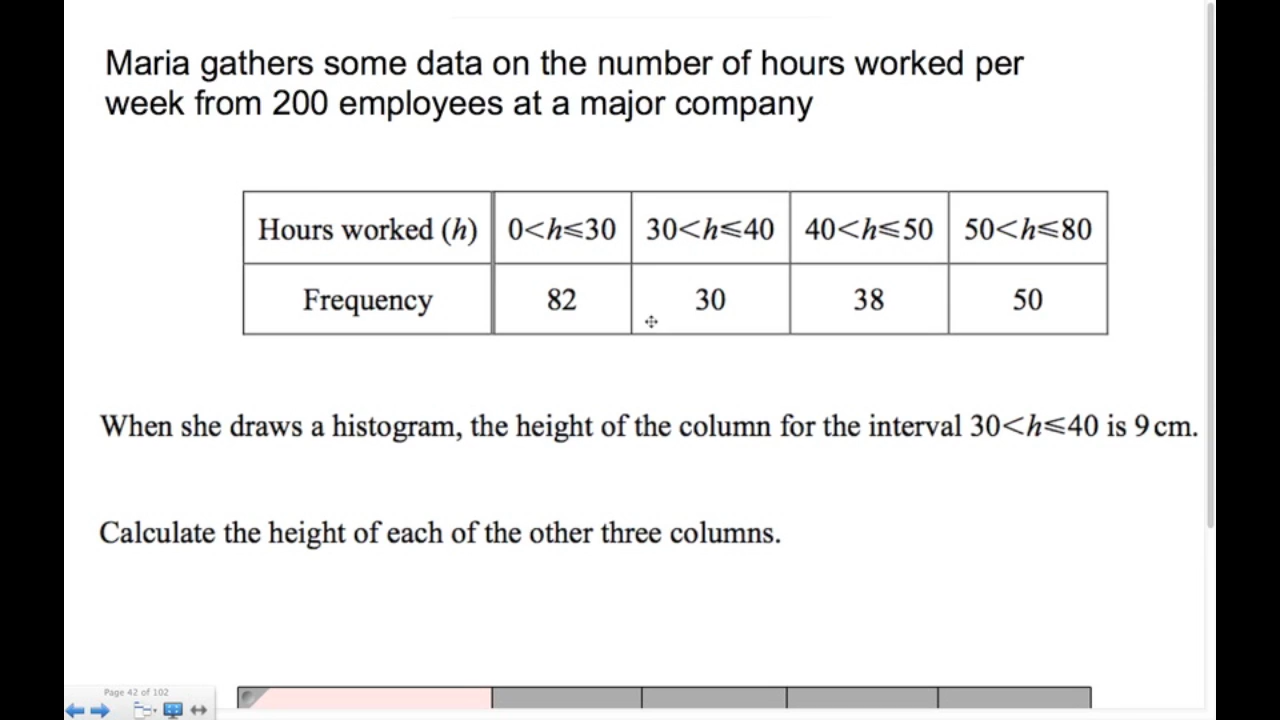 Maria gathers some data on the number of hours worked per
week from 200 employees at a major company
Hours worked (h) 0<h⩽30 30<h⩽40 40<h⩽50 50<h⩽80
Frequency 82 30 38 50
When she draws a histogram, the height of the column for the interval 30<h⩽40 is 9 cm.
Calculate the height of each of the other three columns.
Page 42 of 102